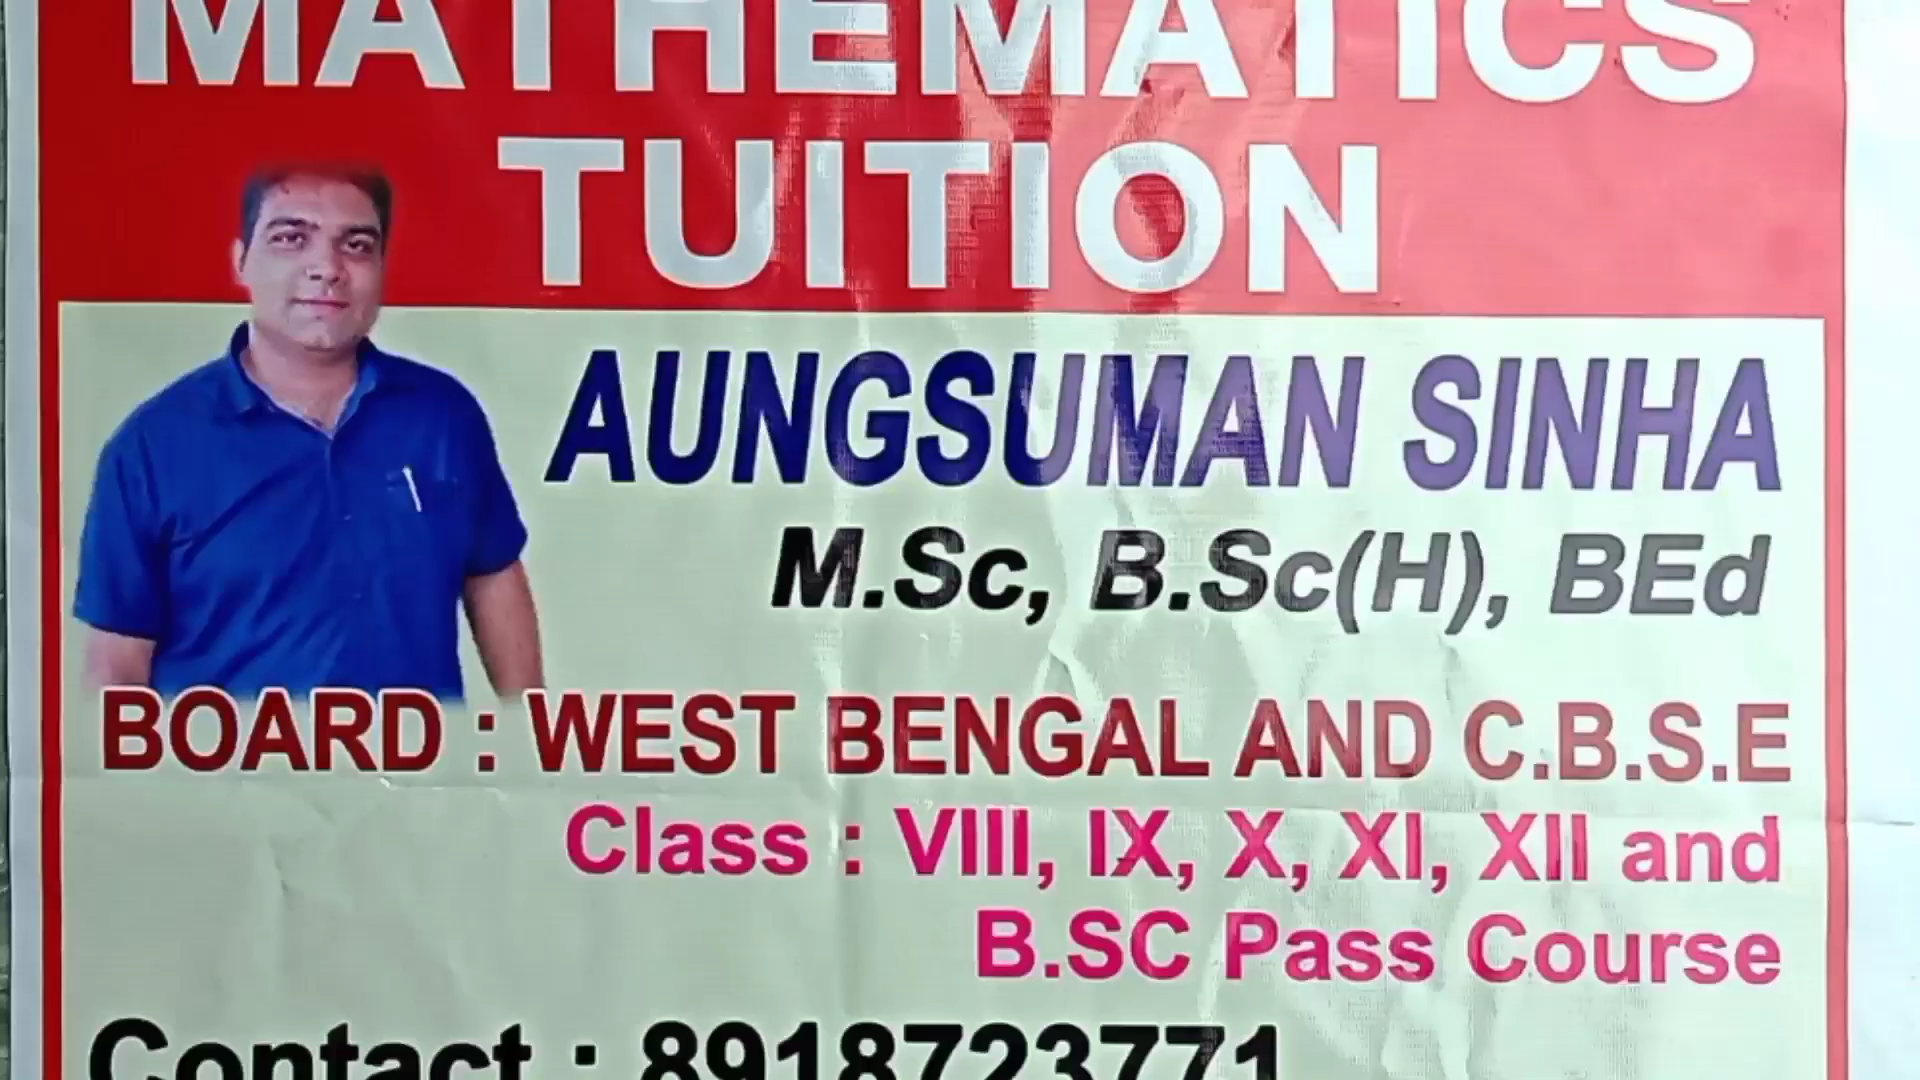 MATHEMATICS
TUITION
AUNGSUMAN SINHA
M.Sc, B.Sc(H), BEd
BOARD : WEST BENGAL AND C.B.S.E
Class : VIII, IX, X, XI, XII and
B.SC Pass Course
Contact : 8918723771